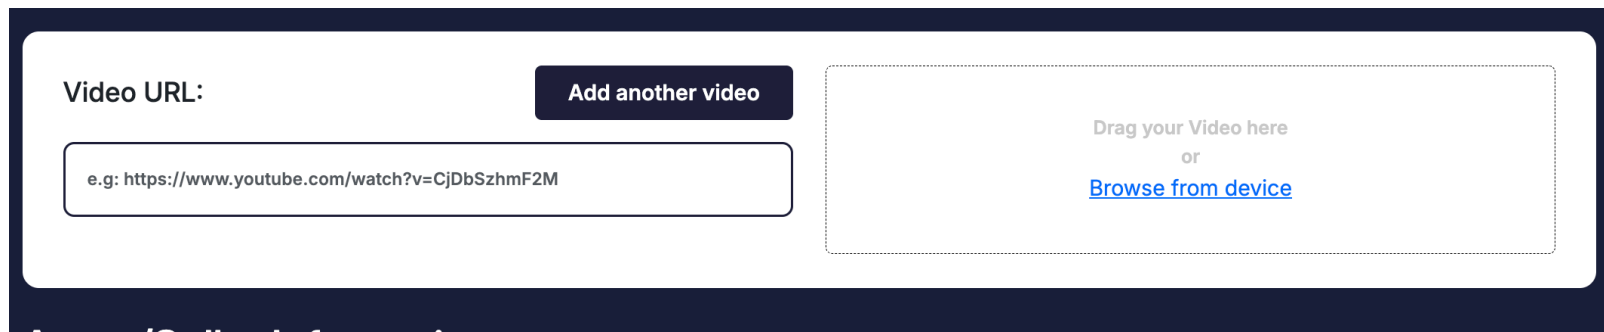 Video URL:
Add another video
e.g: https://www.youtube.com/watch?v=CjDbSzhmF2M
Drag your Video here
or
Browse from device